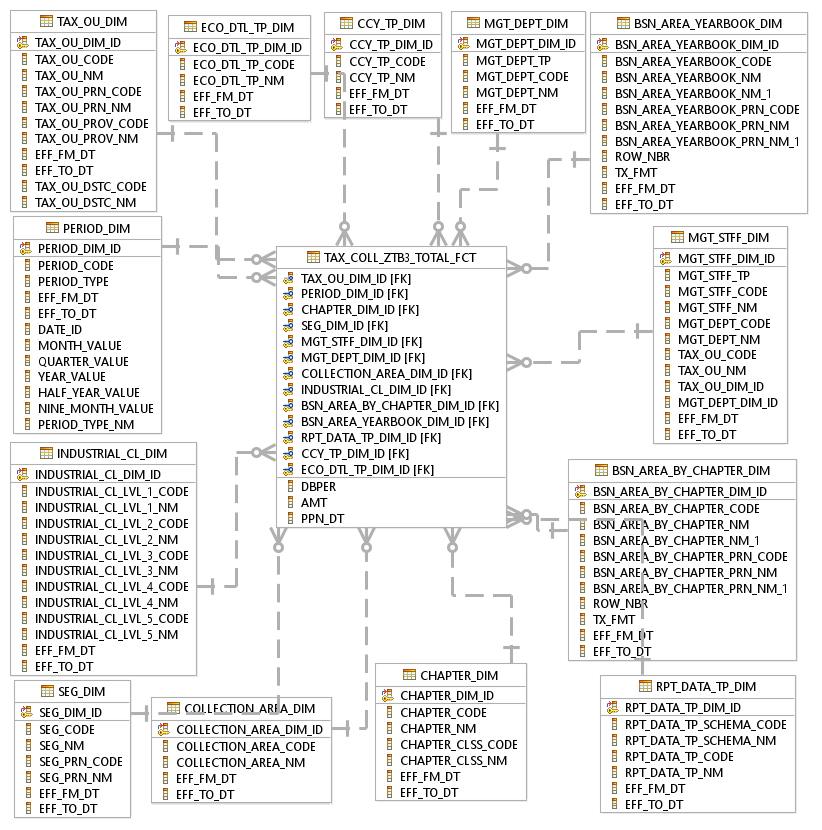 TAX_OU_DIM
TAX_OU_DIM_ID
TAX_OU_CODE
TAX_OU_NM
TAX_OU_PRN_CODE
TAX_OU_PRN_NM
TAX_OU_PROV_CODE
TAX_OU_PROV_NM
EFF_FM_DT
EFF_TO_DT
TAX_OU_DSTC_CODE
TAX_OU_DSTC_NM
ECO_DTL_TP_DIM
ECO_DTL_TP_DIM_ID
ECO_DTL_TP_CODE
ECO_DTL_TP_NM
EFF_FM_DT
EFF_TO_DT
CCY_TP_DIM
CCY_TP_DIM_ID
CCY_TP_CODE
CCY_TP_NM
EFF_FM_DT
EFF_TO_DT
MGT_DEPT_DIM
MGT_DEPT_DIM_ID
MGT_DEPT_TP
MGT_DEPT_CODE
MGT_DEPT_NM
EFF_FM_DT
EFF_TO_DT
BSN_AREA_YEARBOOK_DIM
BSN_AREA_YEARBOOK_DIM_ID
BSN_AREA_YEARBOOK_CODE
BSN_AREA_YEARBOOK_NM
BSN_AREA_YEARBOOK_NM_1
BSN_AREA_YEARBOOK_PRN_CODE
BSN_AREA_YEARBOOK_PRN_NM
BSN_AREA_YEARBOOK_PRN_NM_1
ROW_NBR
TX_FMT
EFF_FM_DT
EFF_TO_DT
PERIOD_DIM
PERIOD_DIM_ID
PERIOD_CODE
PERIOD_TYPE
EFF_FM_DT
EFF_TO_DT
DATE_ID
MONTH_VALUE
QUARTER_VALUE
YEAR_VALUE
HALF_YEAR_VALUE
NINE_MONTH_VALUE
PERIOD_TYPE_NM
TAX_COLL_ZTB3_TOTAL_FCT
TAX_OU_DIM_ID [FK]
PERIOD_DIM_ID [FK]
CHAPTER_DIM_ID [FK]
SEG_DIM_ID [FK]
MGT_STFF_DIM_ID [FK]
MGT_DEPT_DIM_ID [FK]
COLLECTION_AREA_DIM_ID [FK]
INDUSTRIAL_CL_DIM_ID [FK]
BSN_AREA_BY_CHAPTER_DIM_ID [FK]
BSN_AREA_YEARBOOK_DIM_ID [FK]
RPT_DATA_TP_DIM_ID [FK]
CCY_TP_DIM_ID [FK]
ECO_DTL_TP_DIM_ID [FK]
DBPER
AMT
PPN_DT
MGT_STFF_DIM
MGT_STFF_DIM_ID
MGT_STFF_TP
MGT_STFF_CODE
MGT_STFF_NM
MGT_DEPT_CODE
MGT_DEPT_NM
TAX_OU_CODE
TAX_OU_NM
TAX_OU_DIM_ID
MGT_DEPT_DIM_ID
EFF_FM_DT
EFF_TO_DT
INDUSTRIAL_CL_DIM
INDUSTRIAL_CL_DIM_ID
INDUSTRIAL_CL_LVL_1_CODE
INDUSTRIAL_CL_LVL_1_NM
INDUSTRIAL_CL_LVL_2_CODE
INDUSTRIAL_CL_LVL_2_NM
INDUSTRIAL_CL_LVL_3_CODE
INDUSTRIAL_CL_LVL_3_NM
INDUSTRIAL_CL_LVL_4_CODE
INDUSTRIAL_CL_LVL_4_NM
INDUSTRIAL_CL_LVL_5_CODE
INDUSTRIAL_CL_LVL_5_NM
EFF_FM_DT
EFF_TO_DT
BSN_AREA_BY_CHAPTER_DIM
BSN_AREA_BY_CHAPTER_DIM_ID
BSN_AREA_BY_CHAPTER_CODE
BSN_AREA_BY_CHAPTER_NM
BSN_AREA_BY_CHAPTER_NM_1
BSN_AREA_BY_CHAPTER_PRN_CODE
BSN_AREA_BY_CHAPTER_PRN_NM
BSN_AREA_BY_CHAPTER_PRN_NM_1
ROW_NBR
TX_FMT
EFF_FM_DT
EFF_TO_DT
SEG_DIM
SEG_DIM_ID
SEG_CODE
SEG_NM
SEG_PRN_CODE
SEG_PRN_NM
EFF_FM_DT
EFF_TO_DT
COLLECTION_AREA_DIM
COLLECTION_AREA_DIM_ID
COLLECTION_AREA_CODE
COLLECTION_AREA_NM
EFF_FM_DT
EFF_TO_DT
CHAPTER_DIM
CHAPTER_DIM_ID
CHAPTER_CODE
CHAPTER_NM
CHAPTER_CLSS_CODE
CHAPTER_CLSS_NM
EFF_FM_DT
EFF_TO_DT
RPT_DATA_TP_DIM
RPT_DATA_TP_DIM_ID
RPT_DATA_TP_SCHEMA_CODE
RPT_DATA_TP_SCHEMA_NM
RPT_DATA_TP_CODE
RPT_DATA_TP_NM
EFF_FM_DT
EFF_TO_DT